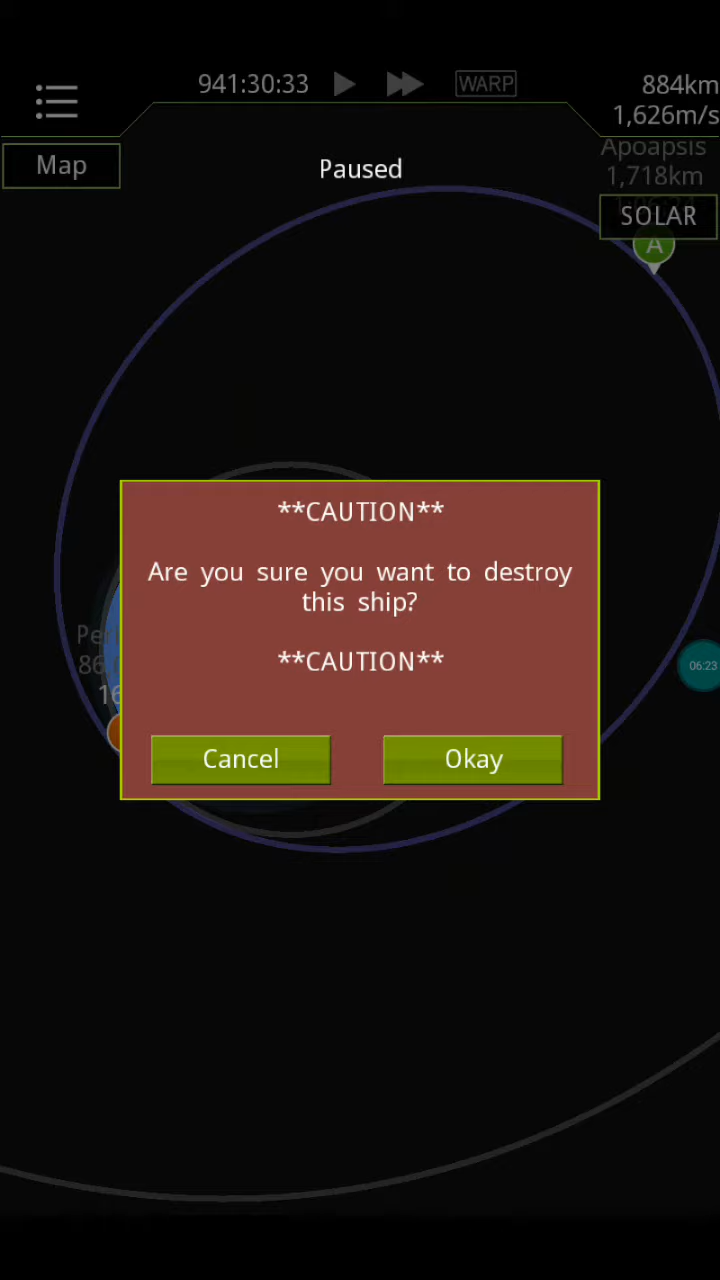 941:30:33
WARP
884km
1,626m/s
Map
Paused
Apoapsis
1,718km
SOLAR
A
**CAUTION**
Are you sure you want to destroy
this ship?
**CAUTION**
06:23
Cancel
Okay